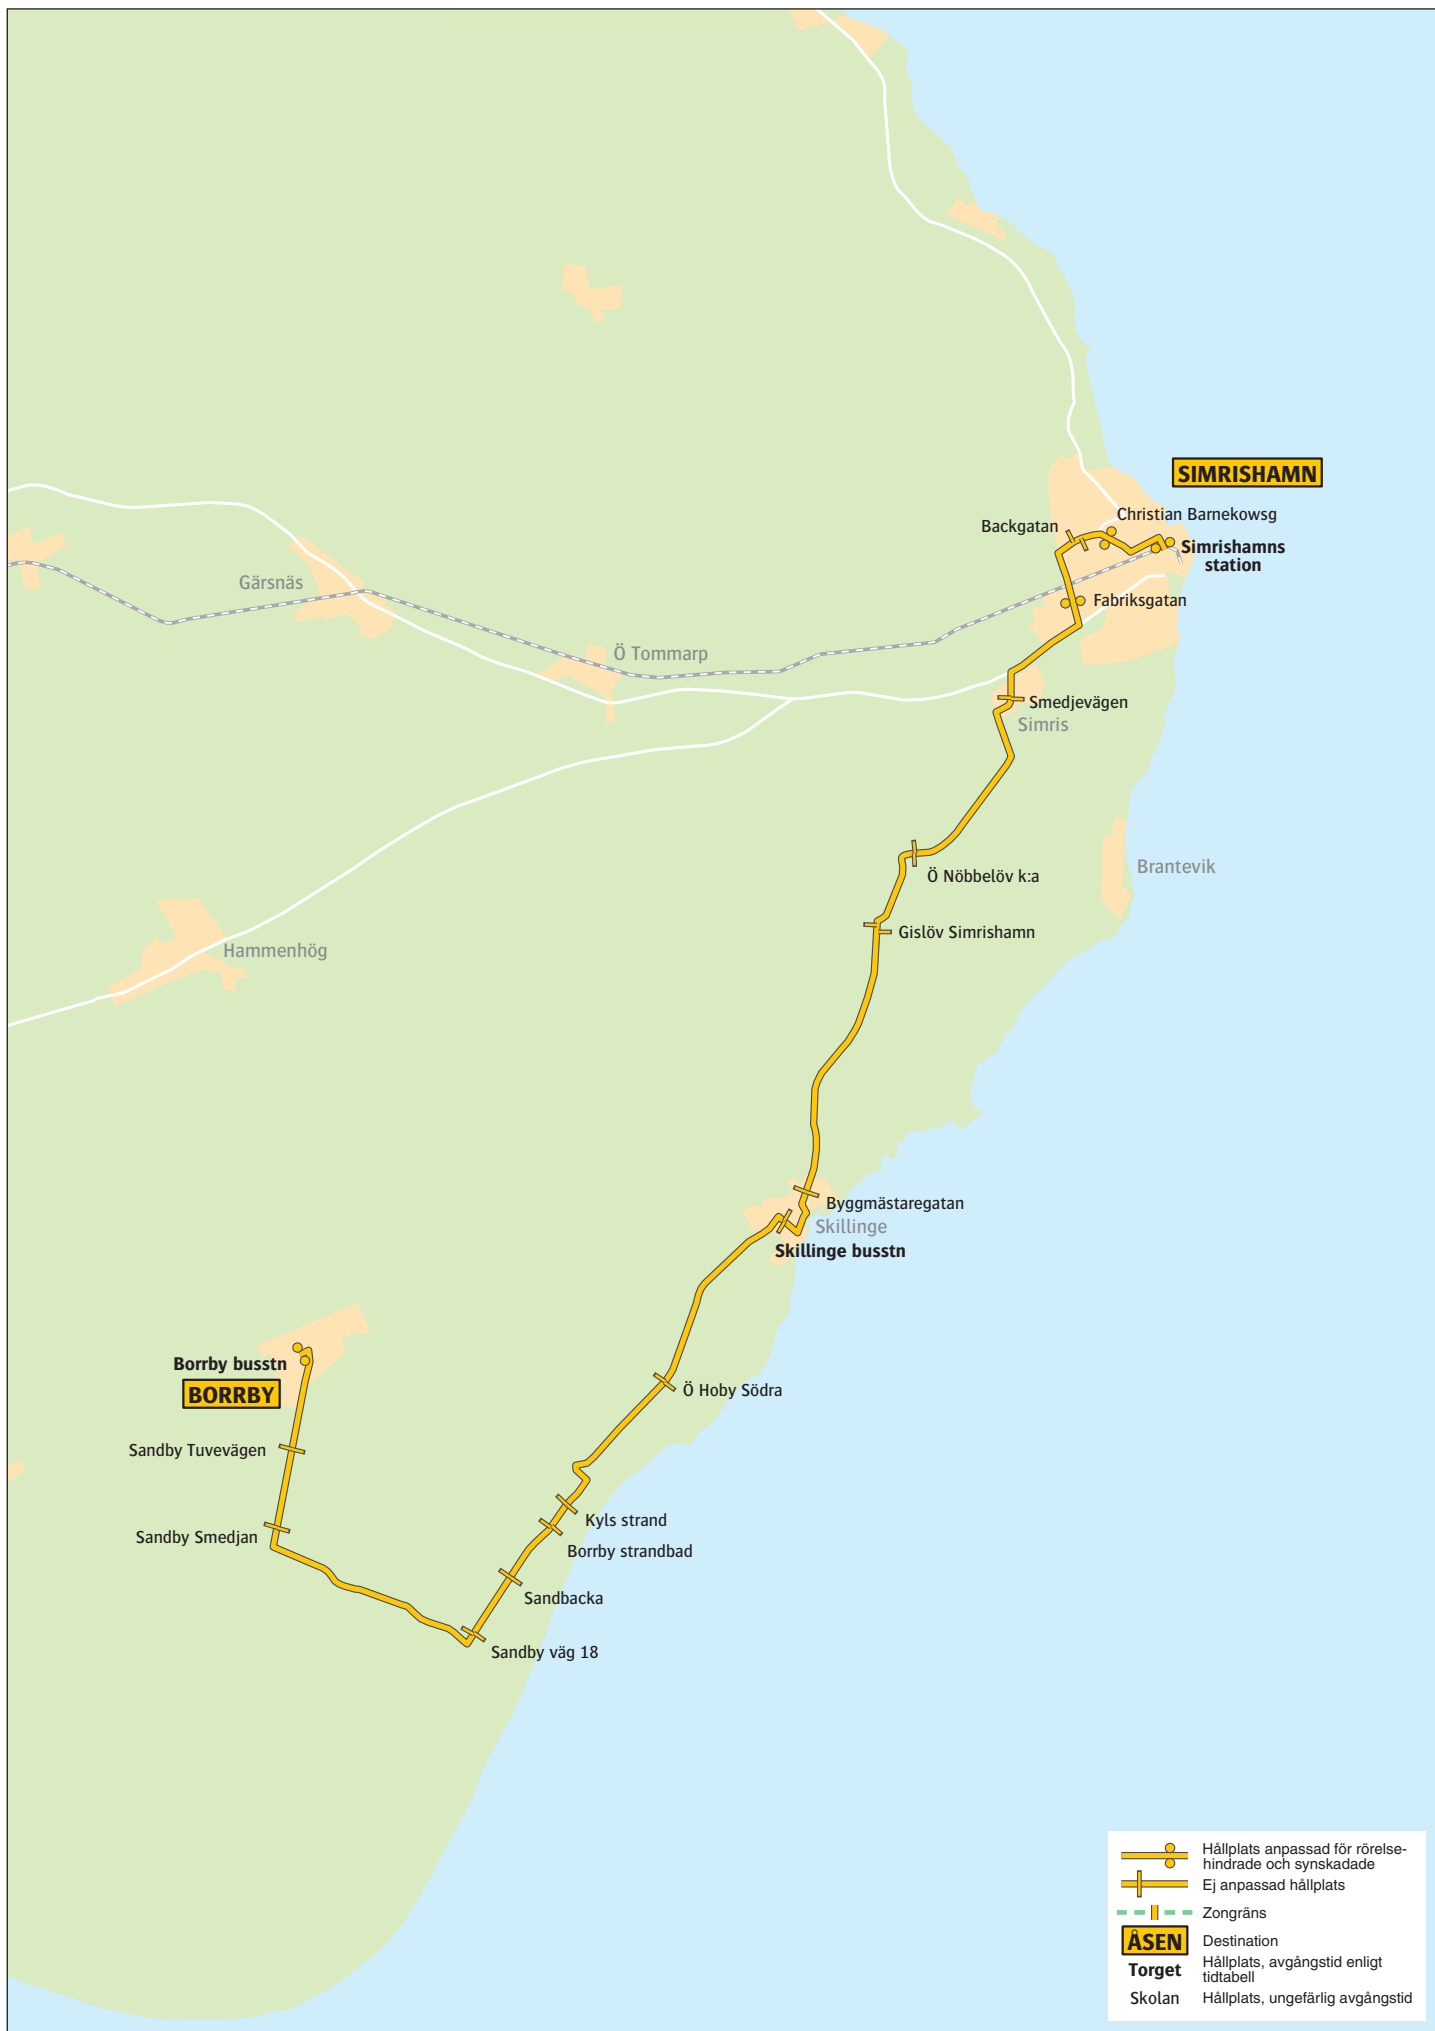 SIMRISHAMN
Christian Barnekowsg
Backgatan
Simrishamns
station
Gärsnäs
Fabriksgatan
Ö Tommarp
Smedjevägen
Simris
Brantevik
Ö Nöbbelöv k:a
Gislöv Simrishamn
Hammenhög
Byggmästaregatan
Skillinge
Skillinge busstn
Borrby busstn
BORRBY
Ö Hoby Södra
Sandby Tuvevägen
Kyls strand
Sandby Smedjan
Borrby strandbad
Sandbacka
Sandby väg 18
Hållplats anpassad för rörelse-
hindrade och synskadade
Ej anpassad hållplats
Zongräns
ÅSEN Destination
Torget Hållplats, avgångstid enligt
tidtabell
Skolan Hållplats, ungefärlig avgångstid